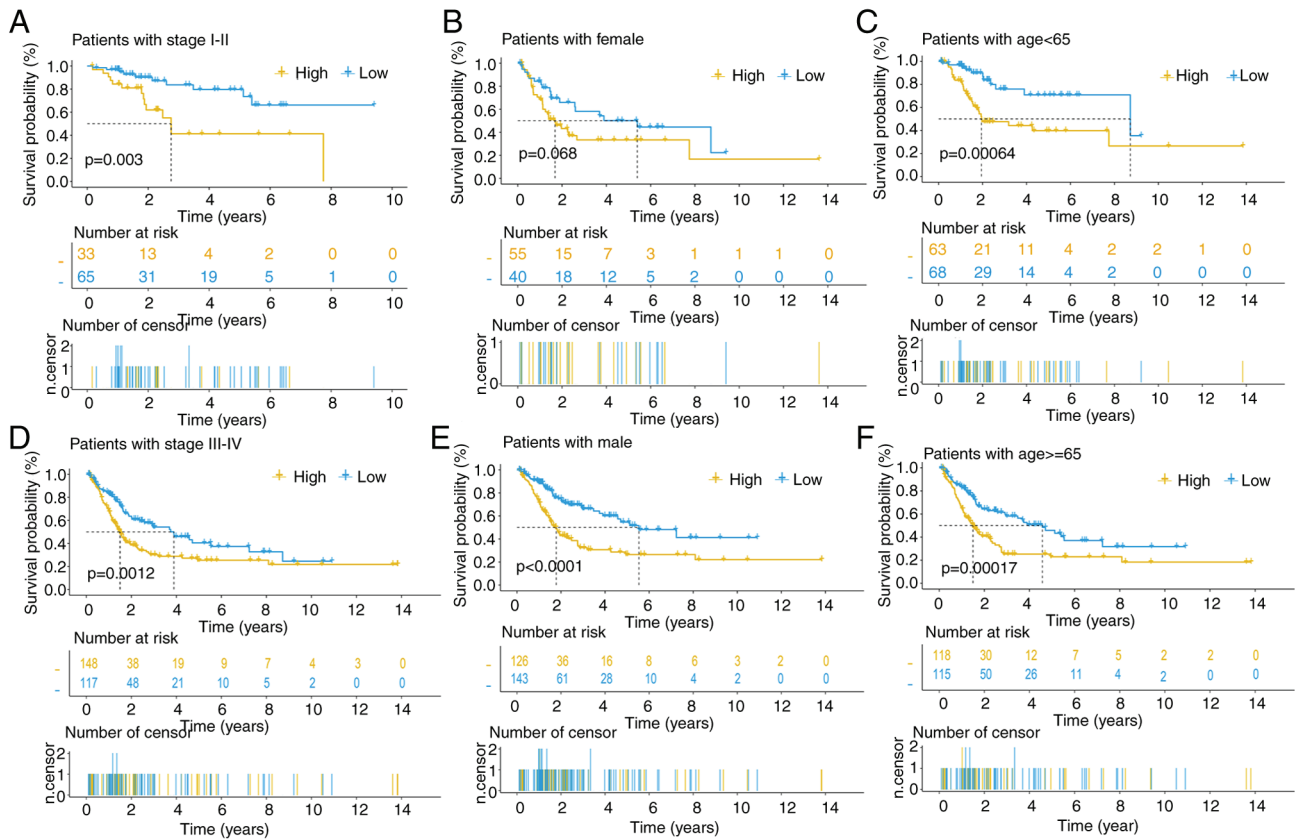 A
Patients with stage I-II
Survival probability (%)
1.0
0.8
0.6
0.4
0.2
0.0
High Low
p=0.003
0 2 4 6 8 10
Time (years)
Number at risk
- 33 13 4 2 0 0
- 65 31 19 5 1 0
0 2 4 6 8 10
Time (years)
Number of censor
n.censor
2
1
0
0 2 4 6 8 10
Time (years)
B
Patients with female
Survival probability (%)
1.0
0.8
0.6
0.4
0.2
0.0
High Low
p=0.068
0 2 4 6 8 10 12 14
Time (years)
Number at risk
- 55 15 7 3 1 1 1 0
- 40 18 12 5 2 0 0 0
0 2 4 6 8 10 12 14
Time (years)
Number of censor
n.censor
1
0
0 2 4 6 8 10 12 14
Time (years)
C
Patients with age<65
Survival probability (%)
1.0
0.8
0.6
0.4
0.2
0.0
High Low
p=0.00064
0 2 4 6 8 10 12 14
Time (years)
Number at risk
- 63 21 11 4 2 2 1 0
- 68 29 14 4 2 0 0 0
0 2 4 6 8 10 12 14
Time (years)
Number of censor
n.censor
2
1
0
0 2 4 6 8 10 12 14
Time (years)
D
Patients with stage III-IV
Survival probability (%)
1.0
0.8
0.6
0.4
0.2
0.0
High Low
p=0.0012
0 2 4 6 8 10 12 14
Time (years)
Number at risk
- 148 38 19 9 7 4 3 0
- 117 48 21 10 5 2 0 0
0 2 4 6 8 10 12 14
Time (years)
Number of censor
n.censor
2
1
0
0 2 4 6 8 10 12 14
Time (years)
E
Patients with male
Survival probability (%)
1.0
0.8
0.6
0.4
0.2
0.0
High Low
p<0.0001
0 2 4 6 8 10 12 14
Time (years)
Number at risk
- 126 36 16 8 6 3 2 0
- 143 61 28 10 4 2 0 0
0 2 4 6 8 10 12 14
Time (years)
Number of censor
n.censor
2
1
0
0 2 4 6 8 10 12 14
Time (years)
F
Patients with age>=65
Survival probability (%)
1.0
0.8
0.6
0.4
0.2
0.0
High Low
p=0.00017
0 2 4 6 8 10 12 14
Time (years)
Number at risk
- 118 30 12 7 5 2 2 0
- 115 50 26 11 4 2 0 0
0 2 4 6 8 10 12 14
Time (years)
Number of censor
n.censor
2
1
0
0 2 4 6 8 10 12 14
Time (year)